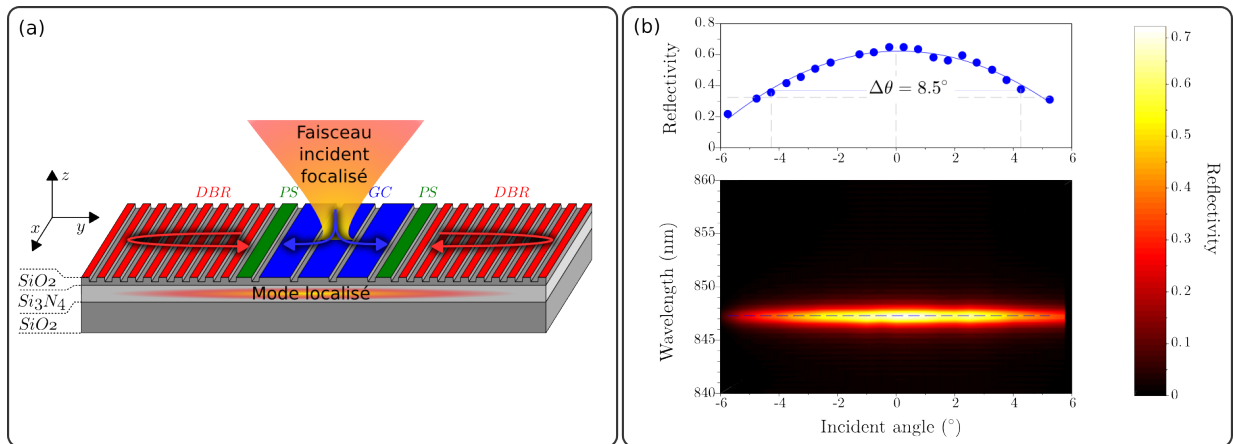 (a)
Faisceau
incident
focalisé
DBR PS GC PS DBR
z
x
y
SiO2
Si3N4
SiO2
Mode localisé
(b)
Reflectivity
0.8
0.6
0.4
0.2
0
Δθ = 8.5°
-6 -4 -2 0 2 4 6
Wavelength (nm)
860
855
850
845
840
-6 -4 -2 0 2 4 6
Incident angle (°)
0.7
0.6
0.5
0.4
0.3
0.2
0.1
0
Reflectivity